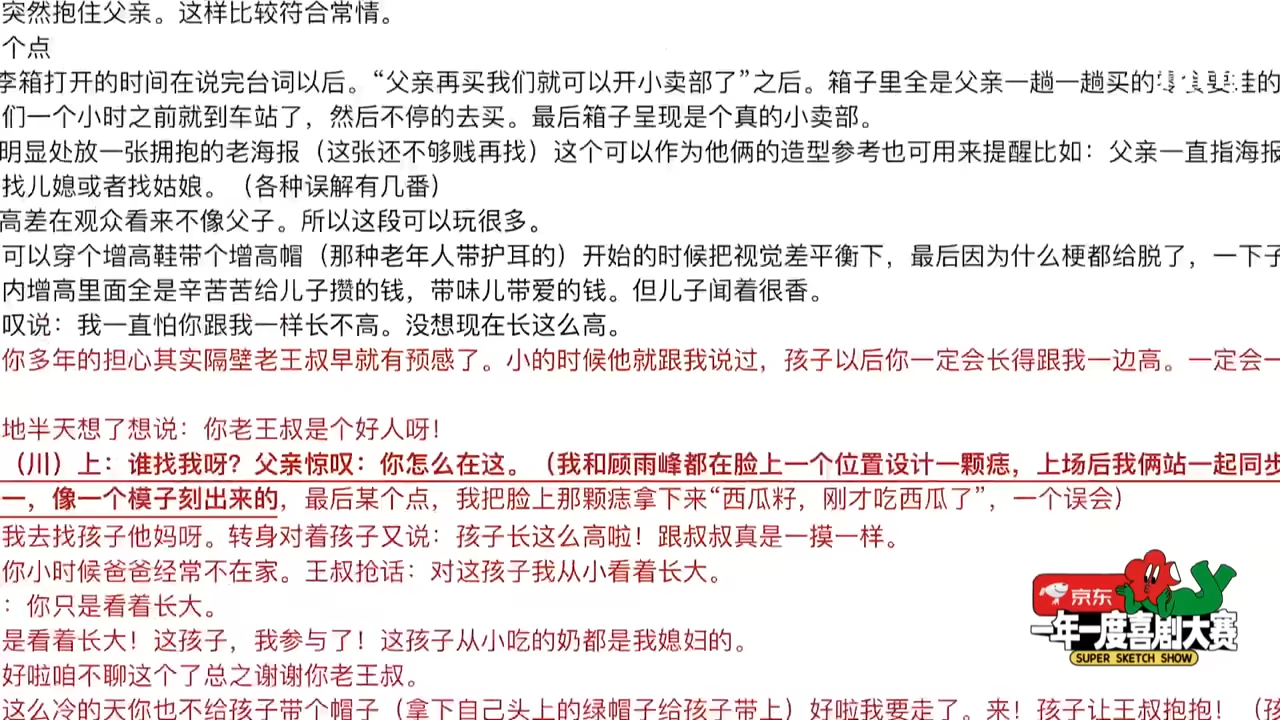 突然抱住父亲。这样比较符合常情。
个点
李箱打开的时间在说完台词以后。“父亲再买我们就可以开小卖部了”之后。箱子里全是父亲一趟一趟买的
们一个小时之前就到车站了，然后不停的去买。最后箱子呈现是个真的小卖部。
明显处放一张拥抱的老海报（这张还不够贱再找）这个可以作为他俩的造型参考也可用来提醒比如：父亲一直指海报
找儿媳或者找姑娘。（各种误解有几番）
高差在观众看来不像父子。所以这段可以玩很多。
可以穿个增高鞋带个增高帽（那种老年人带护耳的）开始的时候把视觉差平衡下，最后因为什么梗都给脱了，一下子
内增高里面全是辛苦苦给儿子攒的钱，带味儿带爱的钱。但儿子闻着很香。
叹说：我一直怕你跟我一样长不高。没想现在长这么高。
你多年的担心其实隔壁老王叔早就有预感了。小的时候他就跟我说过，孩子以后你一定会长得跟我一边高。一定会一
地半天想了想说：你老王叔是个好人呀！
（川）上：谁找我呀？父亲惊叹：你怎么在这。（我和顾雨峰都在脸上一个位置设计一颗痣，上场后我俩站一起同步
一，像一个模子刻出来的，最后某个点，我把脸上那颗痣拿下来“西瓜籽，刚才吃西瓜了”，一个误会）
我去找孩子他妈呀。转身对着孩子又说：孩子长这么高啦！跟叔叔真是一摸一样。
你小时候爸爸经常不在家。王叔抢话：对这孩子我从小看着长大。
：你只是看着长大。
是看着长大！这孩子，我参与了！这孩子从小吃的奶都是我媳妇的。
好啦咱不聊这个了总之谢谢你老王叔。
这么冷的天你也不给孩子带个帽子（拿下自己头上的绿帽子给孩子带上）好啦我要走了。来！孩子让王叔抱抱！（孩
京东
一年一度喜剧大赛
SUPER SKETCH SHOW